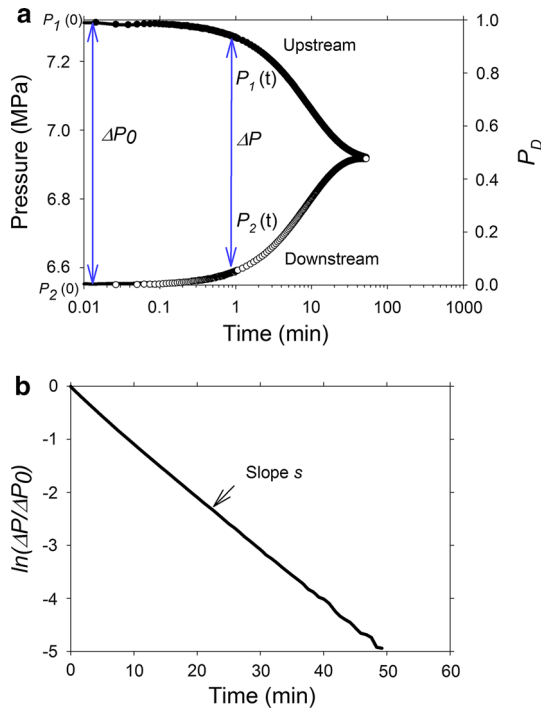 a
P1(0)
7.2
6.9
6.8
6.6
P2(0)
Pressure (MPa)
ΔP0
P1(t)
ΔP
P2(t)
Upstream
Downstream
1.0
0.8
0.6
0.4
0.2
0.0
PD
0.01 0.1 1 10 100 1000
Time (min)
b
0
-1
-2
-3
-4
-5
ln(ΔP/ΔP0)
Slope s
0 10 20 30 40 50 60
Time (min)